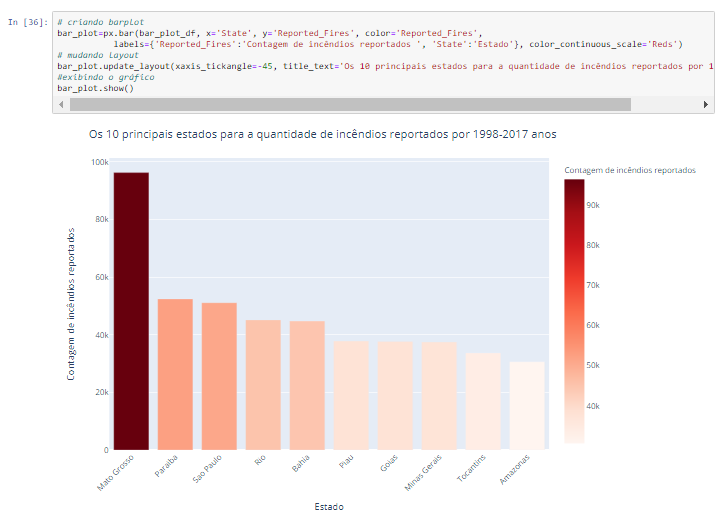 In [36]:
# criando barplot
bar_plot=px.bar(bar_plot_df, x='State', y='Reported_Fires', color='Reported_Fires',
labels={'Reported_Fires':'Contagem de incêndios reportados ', 'State':'Estado'}, color_continuous_scale='Reds')
# mudando layout
bar_plot.update_layout(xaxis_tickangle=-45, title_text='Os 10 principais estados para a quantidade de incêndios reportados por 1
#exibindo o gráfico
bar_plot.show()
Os 10 principais estados para a quantidade de incêndios reportados por 1998-2017 anos
Contagem de incêndios reportados
100k
80k
60k
40k
20k
0
Mato Grosso
Paraiba
Sao Paulo
Rio
Bahia
Piau
Goias
Minas Gerais
Tocantins
Amazonas
Estado
Contagem de incêndios reportados
90k
80k
70k
60k
50k
40k